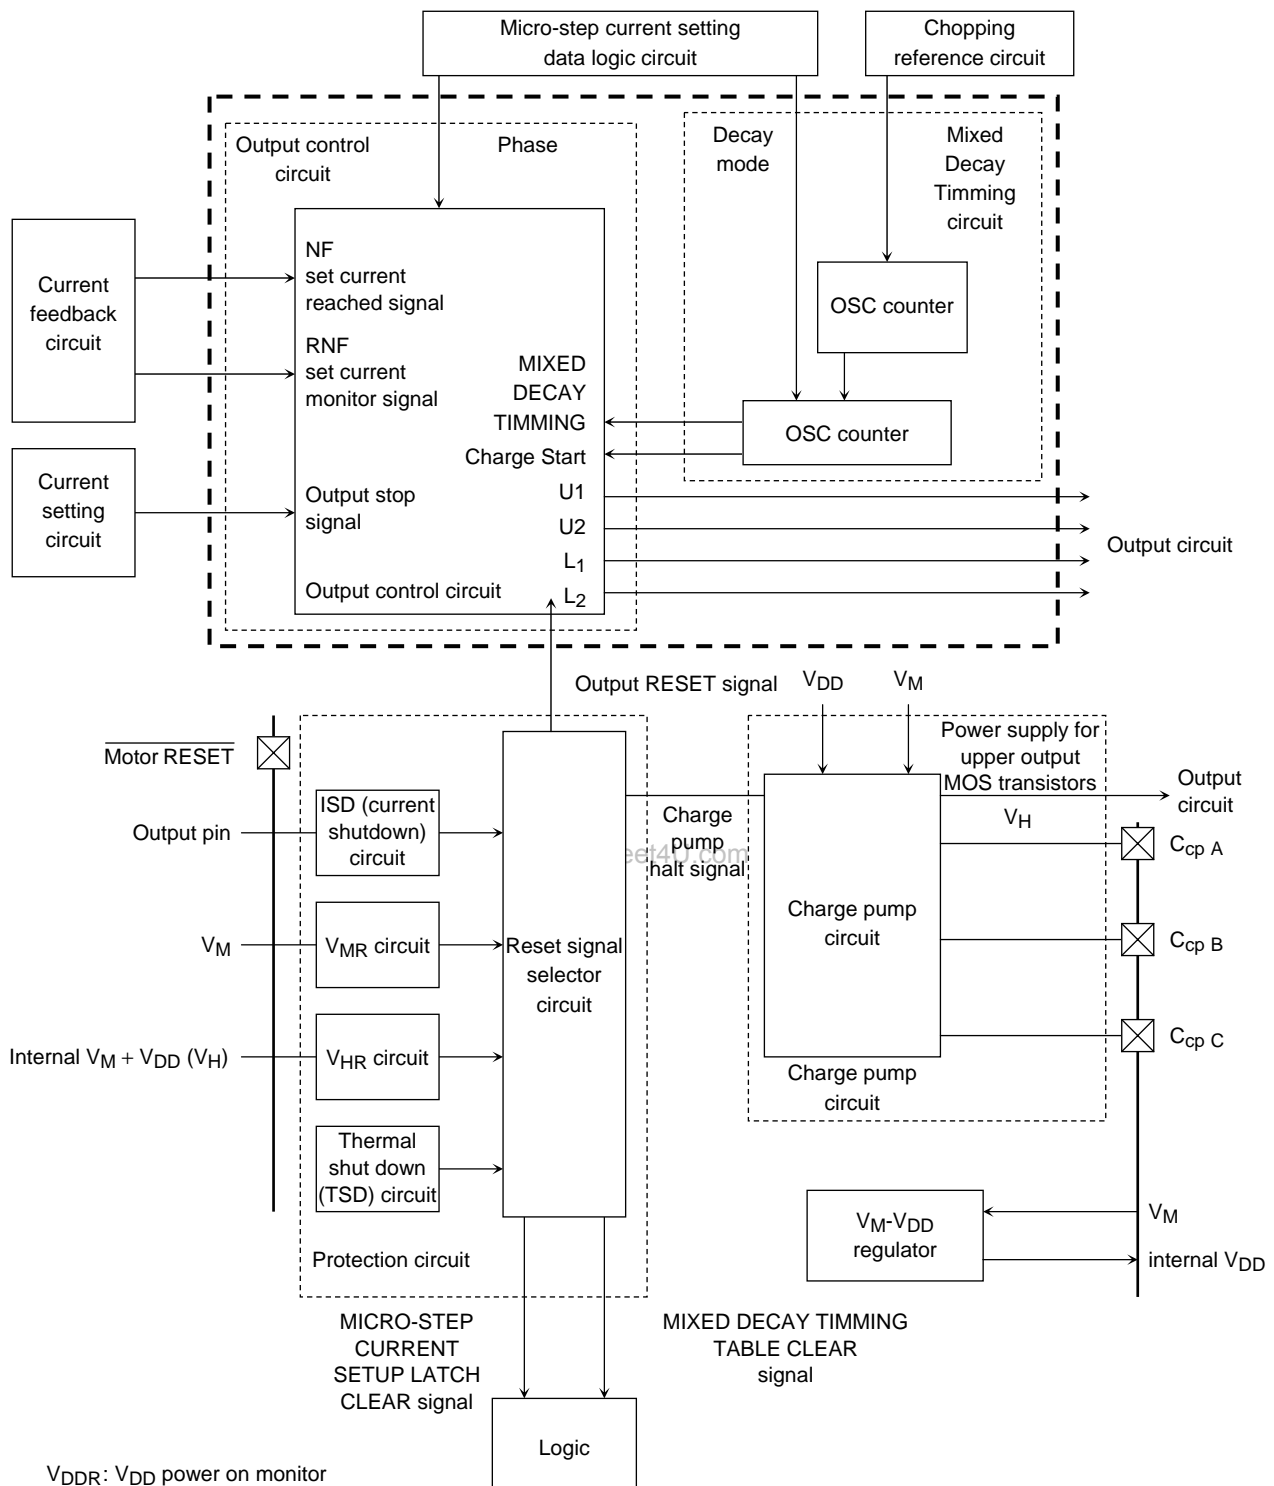 Micro-step current setting
data logic circuit
Chopping
reference circuit
Output control
circuit
Phase
Decay
mode
Mixed
Decay
Timming
circuit
Current
feedback
circuit
NF
set current
reached signal
RNF
set current
monitor signal
MIXED
DECAY
TIMMING
Charge Start
OSC counter
OSC counter
Current
setting
circuit
Output stop
signal
U1
U2
L1
L2
Output circuit
Output control circuit
Output RESET signal
VDD
VM
Motor RESET
Power supply for
upper output
MOS transistors
Output
circuit
Output pin
ISD (current
shutdown)
circuit
Charge
pump
halt signal
eet4U.com
VH
Ccp A
VM
VMR circuit
Reset signal
selector
circuit
Charge pump
circuit
Ccp B
Internal VM + VDD (VH)
VHR circuit
Ccp C
Charge pump
circuit
Thermal
shut down
(TSD) circuit
Protection circuit
VM-VDD
regulator
VM
internal VDD
MICRO-STEP
CURRENT
SETUP LATCH
CLEAR signal
MIXED DECAY TIMMING
TABLE CLEAR
signal
Logic
VDDR: VDD power on monitor